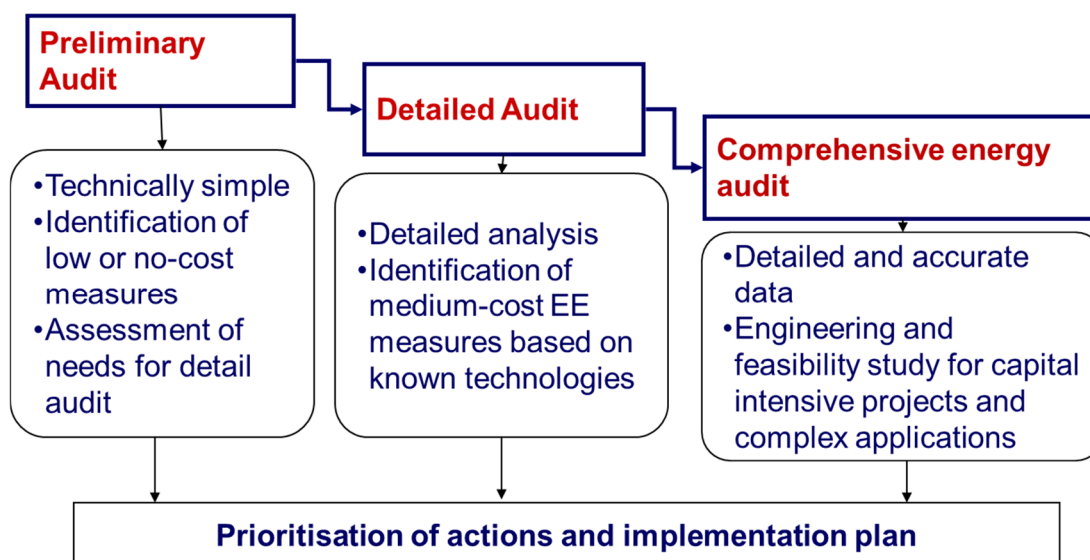 Preliminary
Audit
•Technically simple
•Identification of
low or no-cost
measures
•Assessment of
needs for detail
audit
Detailed Audit
•Detailed analysis
•Identification of
medium-cost EE
measures based on
known technologies
Comprehensive energy
audit
•Detailed and accurate
data
•Engineering and
feasibility study for capital
intensive projects and
complex applications
Prioritisation of actions and implementation plan